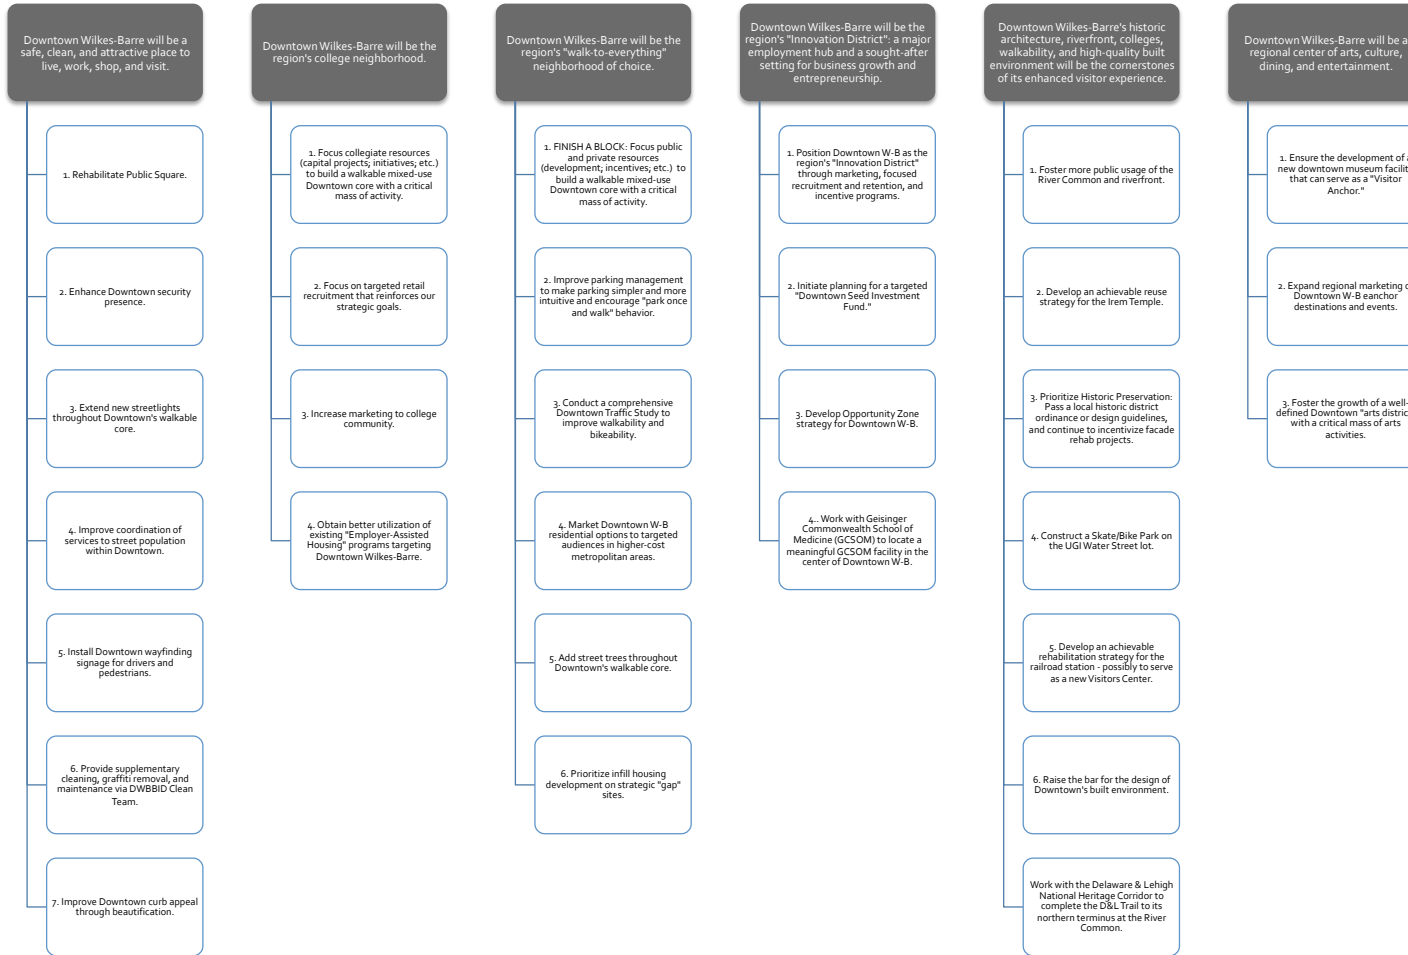 Downtown Wilkes-Barre will be a
safe, clean, and attractive place to
live, work, shop, and visit.
1. Rehabilitate Public Square.
2. Enhance Downtown security
presence.
3. Extend new streetlights
throughout Downtown's walkable
core.
4. Improve coordination of
services to street population
within Downtown.
5. Install Downtown wayfinding
signage for drivers and
pedestrians.
6. Provide supplementary
cleaning, graffiti removal, and
maintenance via DWBBID Clean
Team.
7. Improve Downtown curb appeal
through beautification.
Downtown Wilkes-Barre will be the
region's college neighborhood.
1. Focus collegiate resources
(capital projects; initiatives; etc.)
to build a walkable mixed-use
Downtown core with a critical
mass of activity.
2. Focus on targeted retail
recruitment that reinforces our
strategic goals.
3. Increase marketing to college
community.
4. Obtain better utilization of
existing "Employer-Assisted
Housing" programs targeting
Downtown Wilkes-Barre.
Downtown Wilkes-Barre will be the
region's "walk-to-everything"
neighborhood of choice.
1. FINISH A BLOCK: Focus public
and private resources
(development; incentives; etc.) to
build a walkable mixed-use
Downtown core with a critical
mass of activity.
2. Improve parking management
to make parking simpler and more
intuitive and encourage "park once
and walk" behavior.
3. Conduct a comprehensive
Downtown Traffic Study to
improve walkability and
bikeability.
4. Market Downtown W-B
residential options to targeted
audiences in higher-cost
metropolitan areas.
5. Add street trees throughout
Downtown's walkable core.
6. Prioritize infill housing
development on strategic "gap"
sites.
Downtown Wilkes-Barre will be the
region's "Innovation District": a major
employment hub and a sought-after
setting for business growth and
entrepreneurship.
1. Position Downtown W-B as the
region's "Innovation District"
through marketing, focused
recruitment and retention, and
incentive programs.
2. Initiate planning for a targeted
"Downtown Seed Investment
Fund."
3. Develop Opportunity Zone
strategy for Downtown W-B.
4.. Work with Geisinger
Commonwealth School of
Medicine (GCSOM) to locate a
meaningful GCSOM facility in the
center of Downtown W-B.
Downtown Wilkes-Barre's historic
architecture, riverfront, colleges,
walkability, and high-quality built
environment will be the cornerstones
of its enhanced visitor experience.
1. Foster more public usage of the
River Common and riverfront.
2. Develop an achievable reuse
strategy for the Irem Temple.
3. Prioritize Historic Preservation:
Pass a local historic district
ordinance or design guidelines,
and continue to incentivize facade
rehab projects.
4. Construct a Skate/Bike Park on
the UGI Water Street lot.
5. Develop an achievable
rehabilitation strategy for the
railroad station - possibly to serve
as a new Visitors Center.
6. Raise the bar for the design of
Downtown's built environment.
Work with the Delaware & Lehigh
National Heritage Corridor to
complete the D&L Trail to its
northern terminus at the River
Common.
Downtown Wilkes-Barre will be a
regional center of arts, culture,
dining, and entertainment.
1. Ensure the development of a
new downtown museum facilit
that can serve as a "Visitor
Anchor."
2. Expand regional marketing
Downtown W-B eanchor
destinations and events.
3. Foster the growth of a well-
defined Downtown "arts distric
with a critical mass of arts
activities.